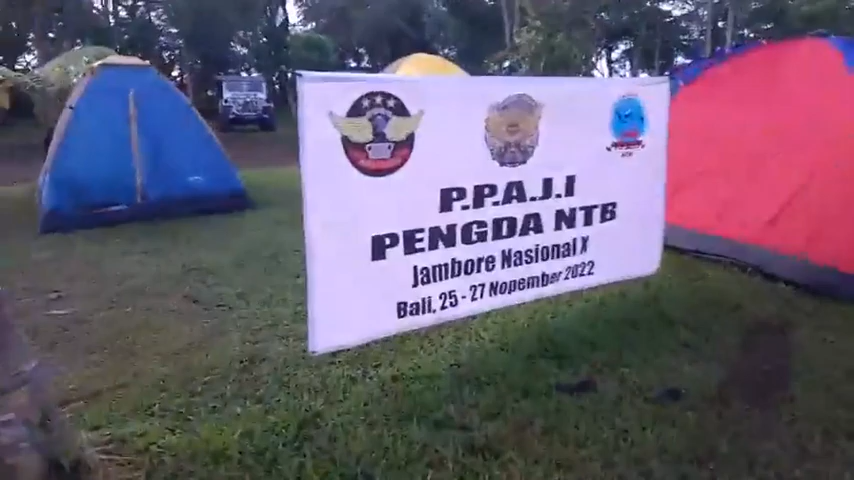 P.P.A.J.I
PENGDA NTB
Jambore Nasional X
Bali, 25 - 27 Nopember 2022